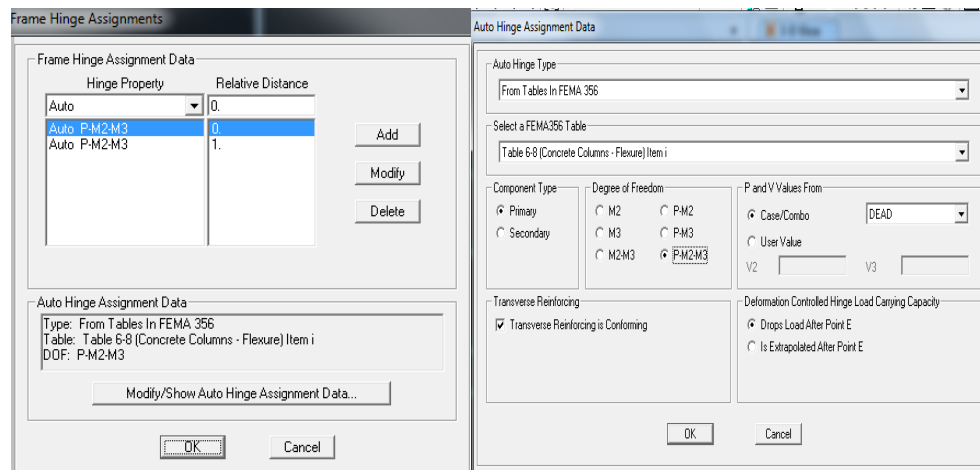 Frame Hinge Assignments
Frame Hinge Assignment Data
Hinge Property Relative Distance
Auto 0.
Auto P-M2-M3 0.
Auto P-M2-M3 1.
Add
Modify
Delete
Auto Hinge Assignment Data
Type: From Tables In FEMA 356
Table: Table 6-8 (Concrete Columns - Flexure) Item i
DOF: P-M2-M3
Modify/Show Auto Hinge Assignment Data...
OK Cancel
Auto Hinge Assignment Data
Auto Hinge Type
From Tables In FEMA 356
Select a FEMA356 Table
Table 6-8 (Concrete Columns - Flexure) Item i
Component Type
Primary
Secondary
Degree of Freedom
M2 P-M2
M3 P-M3
M2-M3 P-M2-M3
P and V Values From
Case/Combo DEAD
User Value
V2 V3
Transverse Reinforcing
Transverse Reinforcing is Conforming
Deformation Controlled Hinge Load Carrying Capacity
Drops Load After Point E
Is Extrapolated After Point E
OK Cancel